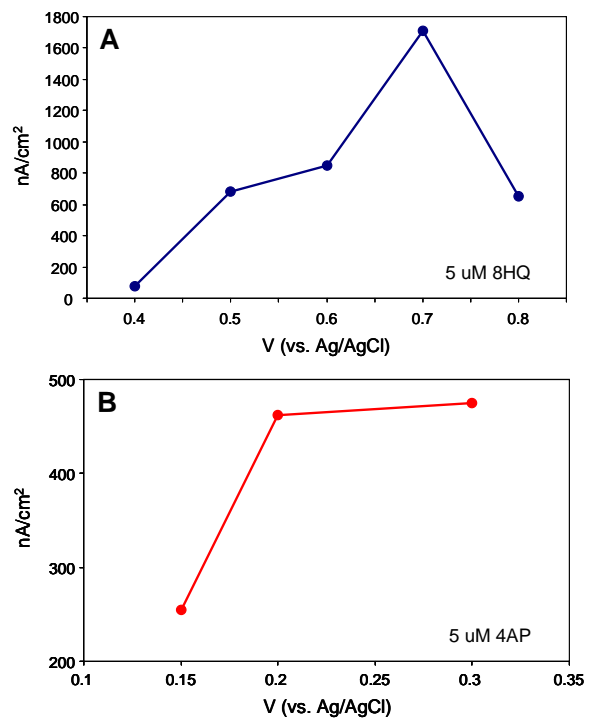 A
1800
1600
1400
1200
1000
800
600
400
200
0
nA/cm²
0.4 0.5 0.6 0.7 0.8
V (vs. Ag/AgCl)
5 uM 8HQ
B
500
400
300
200
nA/cm²
0.1 0.15 0.2 0.25 0.3 0.35
V (vs. Ag/AgCl)
5 uM 4AP